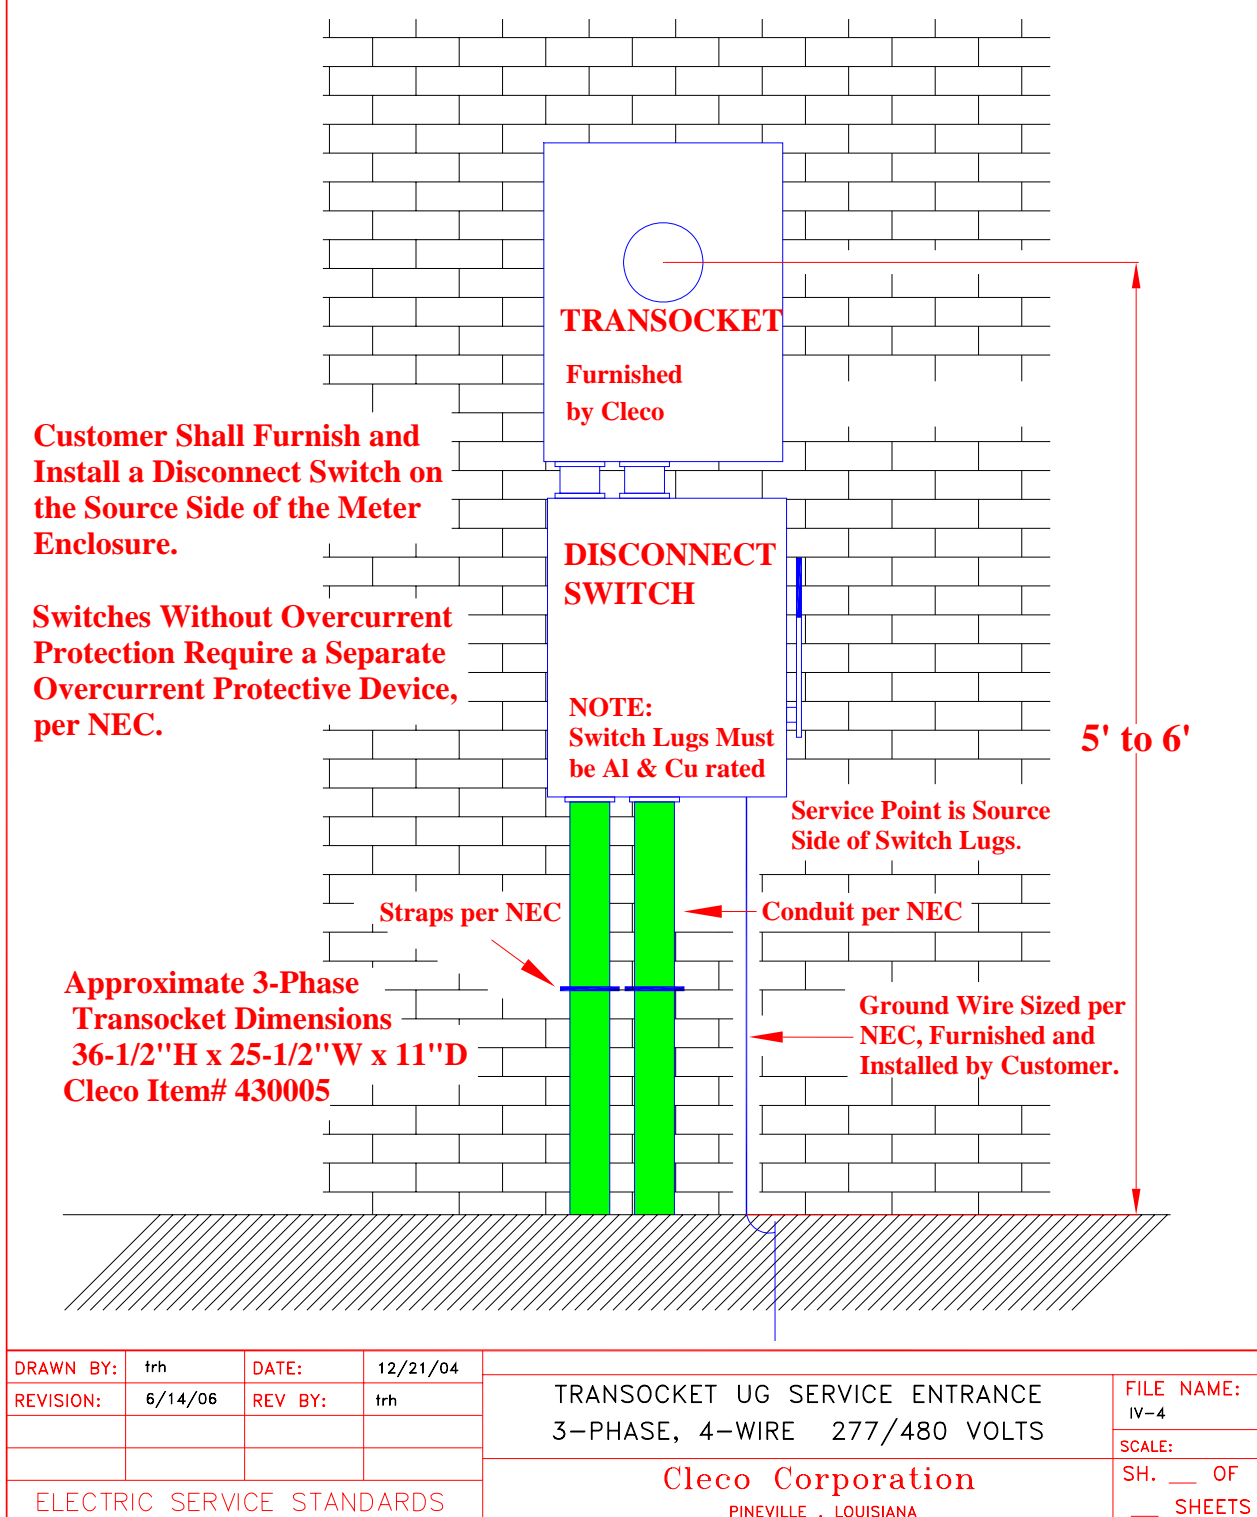 TRANSOCKET
Furnished
by Cleco
Customer Shall Furnish and
Install a Disconnect Switch on
the Source Side of the Meter
Enclosure.
Switches Without Overcurrent
Protection Require a Separate
Overcurrent Protective Device,
per NEC.
DISCONNECT
SWITCH
NOTE:
Switch Lugs Must
be Al & Cu rated
5' to 6'
Service Point is Source
Side of Switch Lugs.
Straps per NEC
Conduit per NEC
Approximate 3-Phase
Transocket Dimensions
36-1/2"H x 25-1/2"W x 11"D
Cleco Item# 430005
Ground Wire Sized per
NEC, Furnished and
Installed by Customer.
DRAWN BY: trh DATE: 12/21/04
REVISION: 6/14/06 REV BY: trh
ELECTRIC SERVICE STANDARDS
TRANSOCKET UG SERVICE ENTRANCE
3-PHASE, 4-WIRE 277/480 VOLTS
Cleco Corporation
PINEVILLE , LOUISIANA
FILE NAME:
IV-4
SCALE:
SH. __ OF
__ SHEETS